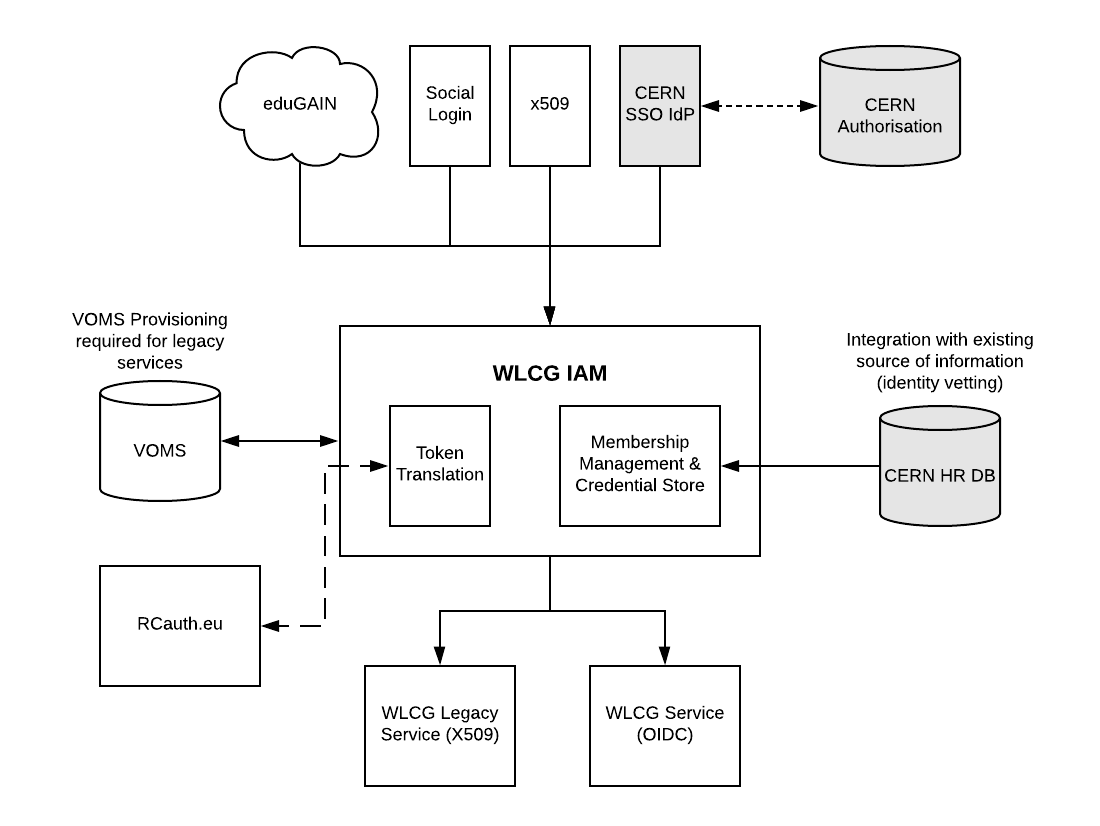 eduGAIN
Social
Login
x509
CERN
SSO IdP
CERN
Authorisation
VOMS Provisioning
required for legacy
services
VOMS
WLCG IAM
Token
Translation
Membership
Management &
Credential Store
Integration with existing
source of information
(identity vetting)
CERN HR DB
RCauth.eu
WLCG Legacy
Service (X509)
WLCG Service
(OIDC)